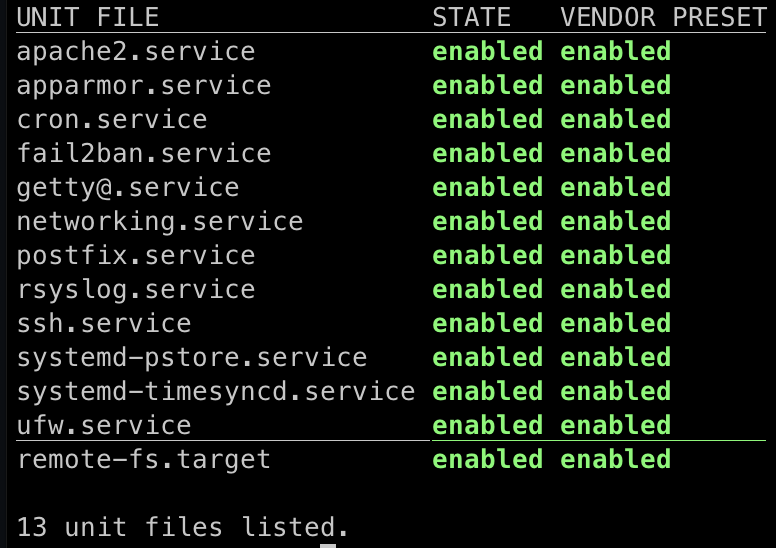 UNIT FILE STATE VENDOR PRESET
apache2.service enabled enabled
apparmor.service enabled enabled
cron.service enabled enabled
fail2ban.service enabled enabled
getty@.service enabled enabled
networking.service enabled enabled
postfix.service enabled enabled
rsyslog.service enabled enabled
ssh.service enabled enabled
systemd-pstore.service enabled enabled
systemd-timesyncd.service enabled enabled
ufw.service enabled enabled
remote-fs.target enabled enabled
13 unit files listed.